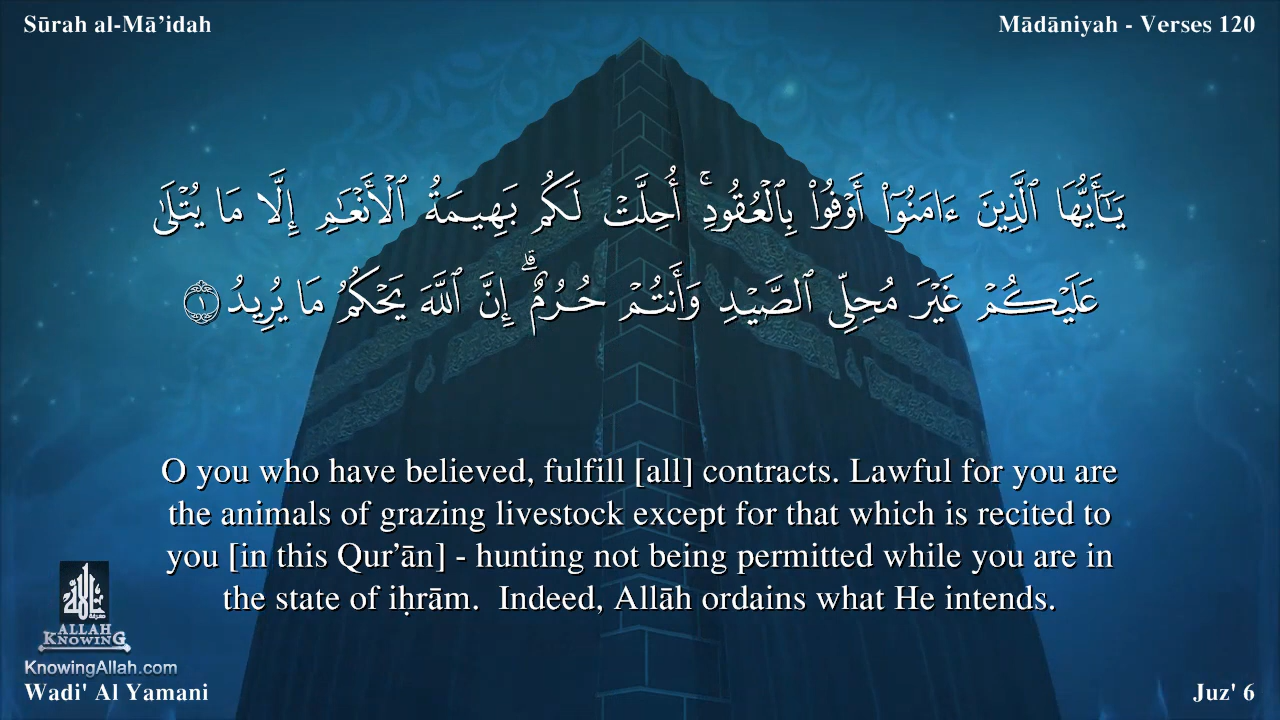 Sūrah al-Mā’idah
Mādāniyah - Verses 120
يَـٰٓأَيُّهَا ٱلَّذِينَ ءَامَنُوٓا۟ أَوْفُوا۟ بِٱلْعُقُودِ ۚ أُحِلَّتْ لَكُم بَهِيمَةُ ٱلْأَنْعَـٰمِ إِلَّا مَا يُتْلَىٰ
عَلَيْكُمْ غَيْرَ مُحِلِّى ٱلصَّيْدِ وَأَنتُمْ حُرُمٌ ۗ إِنَّ ٱللَّهَ يَحْكُمُ مَا يُرِيدُ ١
O you who have believed, fulfill [all] contracts. Lawful for you are
the animals of grazing livestock except for that which is recited to
you [in this Qur’ān] - hunting not being permitted while you are in
the state of iḥrām.  Indeed, Allāh ordains what He intends.
ALLAH
KNOWING
KnowingAllah.com
Wadi' Al Yamani
Juz' 6